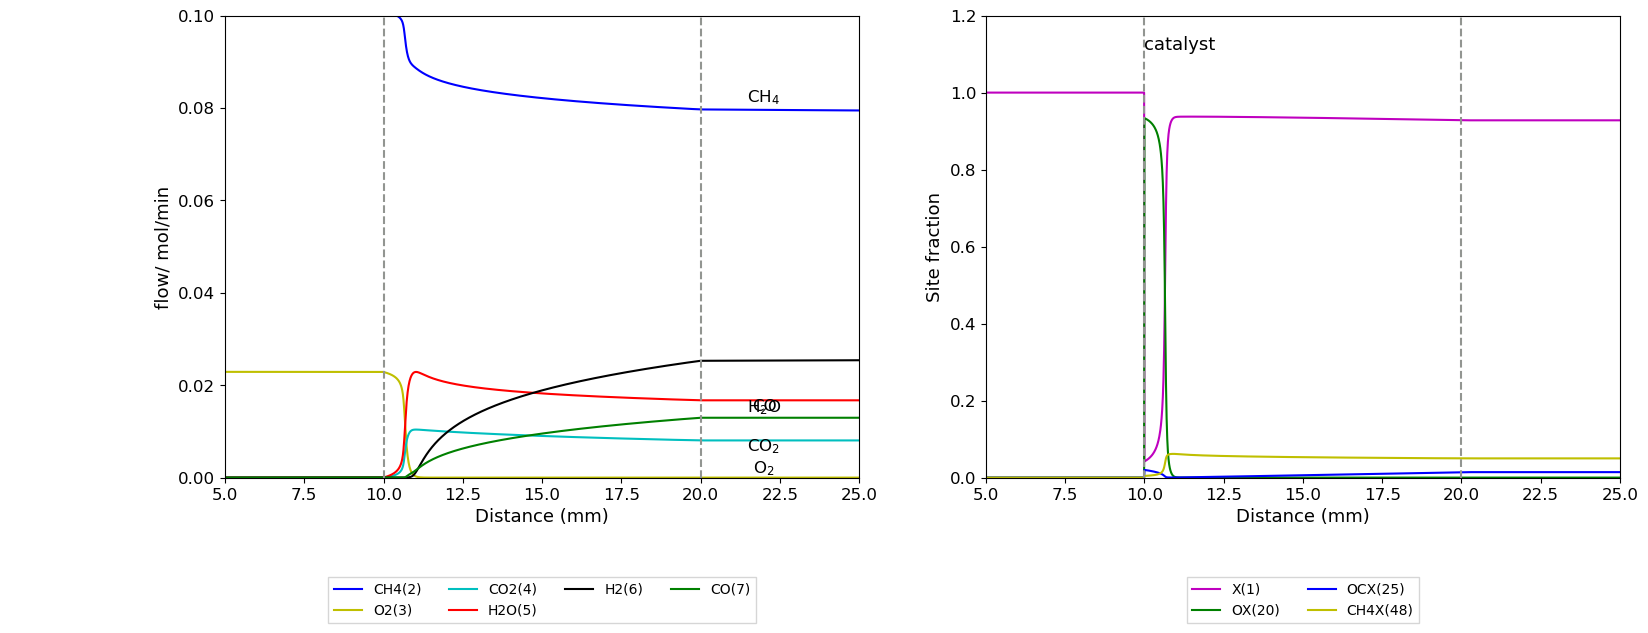 0.10
0.08
0.06
0.04
0.02
0.00
flow/ mol/min
CH₄
H₂O
CO
CO₂
O₂
5.0 7.5 10.0 12.5 15.0 17.5 20.0 22.5 25.0
Distance (mm)
CH4(2) CO2(4) H2(6) CO(7)
O2(3) H2O(5)
1.2
1.0
0.8
0.6
0.4
0.2
0.0
Site fraction
catalyst
5.0 7.5 10.0 12.5 15.0 17.5 20.0 22.5 25.0
Distance (mm)
X(1) OCX(25)
OX(20) CH4X(48)